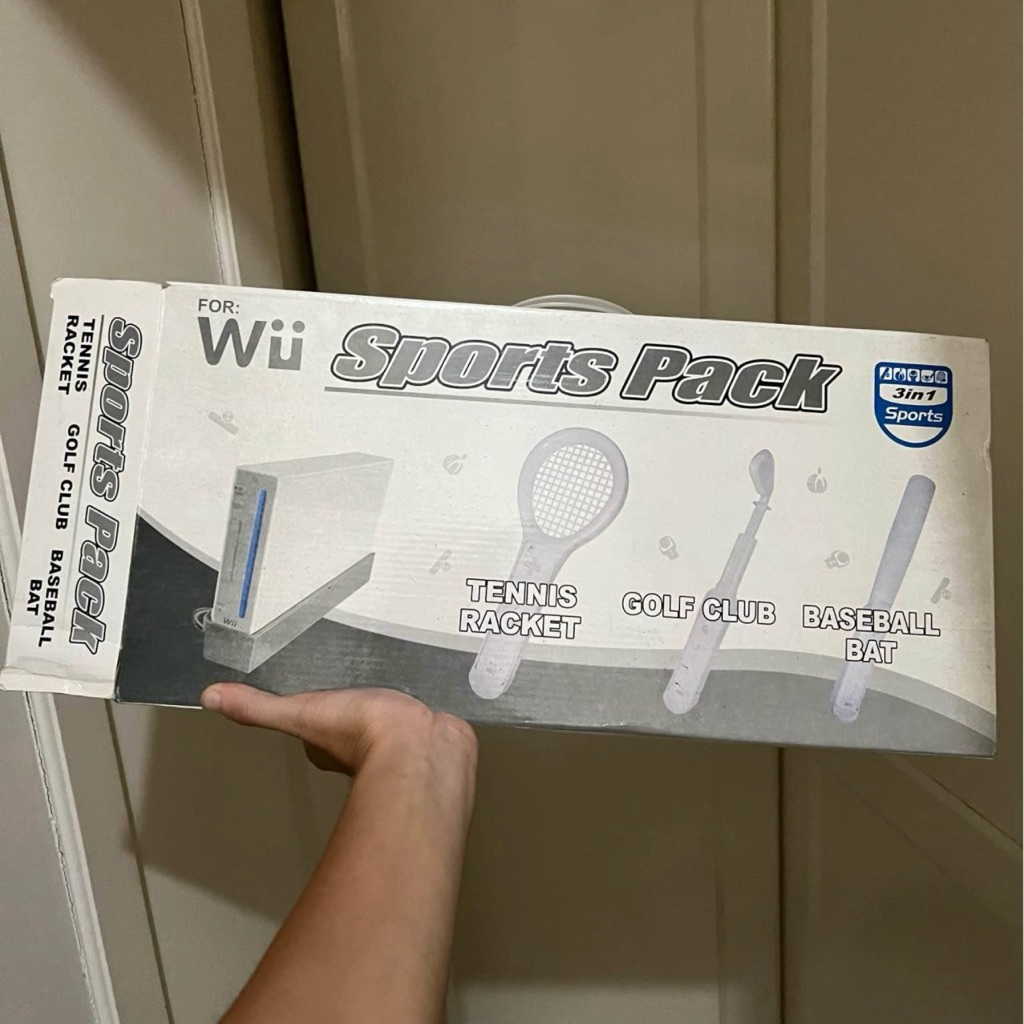 FOR:
Wii
Sports Pack
3in1
Sports
Wii
TENNIS
RACKET
GOLF CLUB
BASEBALL
BAT
Sports Pack
TENNIS
RACKET
GOLF CLUB
BASEBALL
BAT